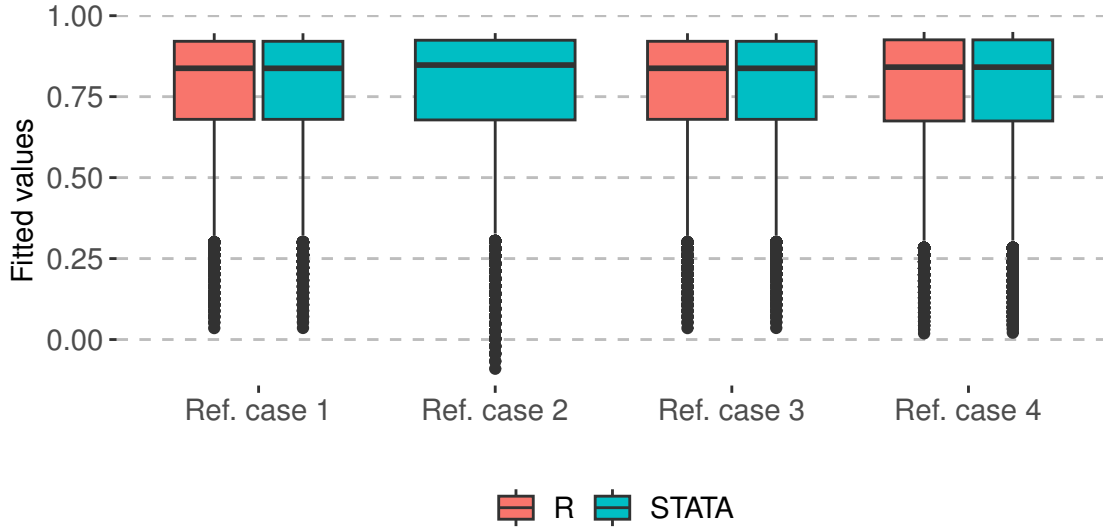 1.00
0.75
0.50
0.25
0.00
Fitted values
Ref. case 1 Ref. case 2 Ref. case 3 Ref. case 4
R STATA